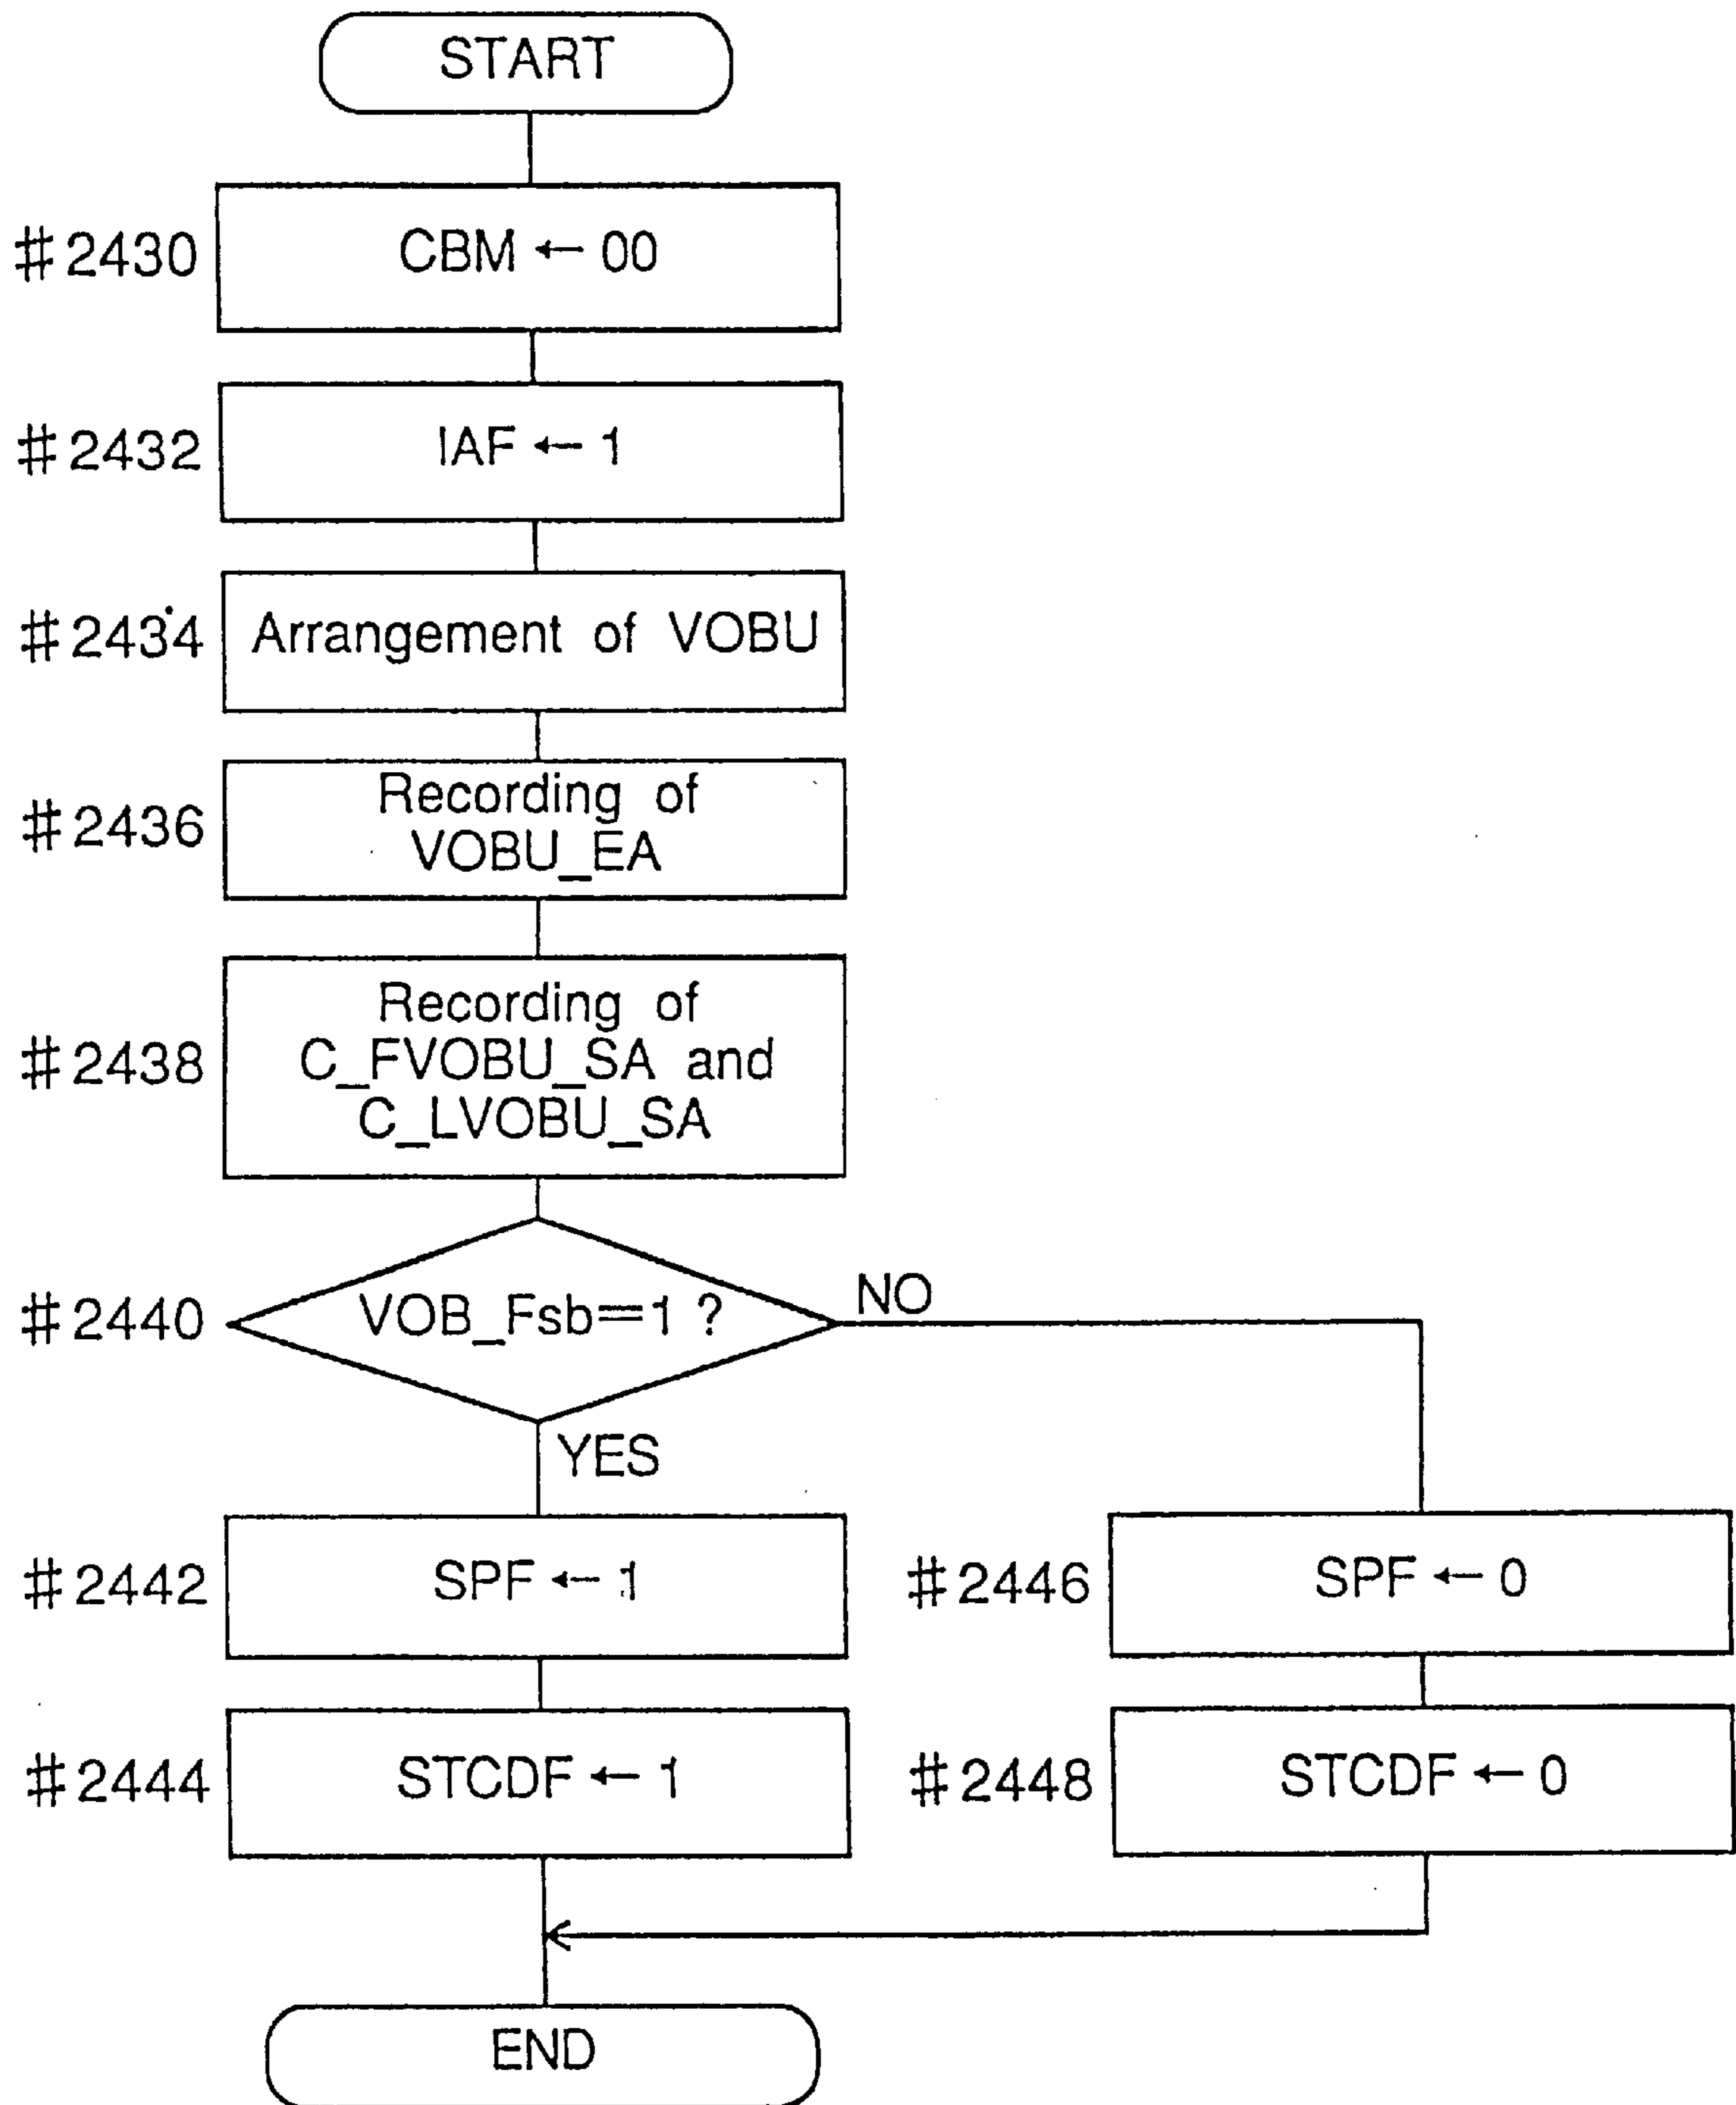 START
#2430
CBM ← 00
#2432
IAF ← 1
#2434
Arrangement of VOBU
#2436
Recording of
VOBU_EA
#2438
Recording of
C_FVOBU_SA and
C_LVOBU_SA
#2440
VOB_Fsb=1 ?
NO
YES
#2442
SPF ← 1
#2446
SPF ← 0
#2444
STCDF ← 1
#2448
STCDF ← 0
END